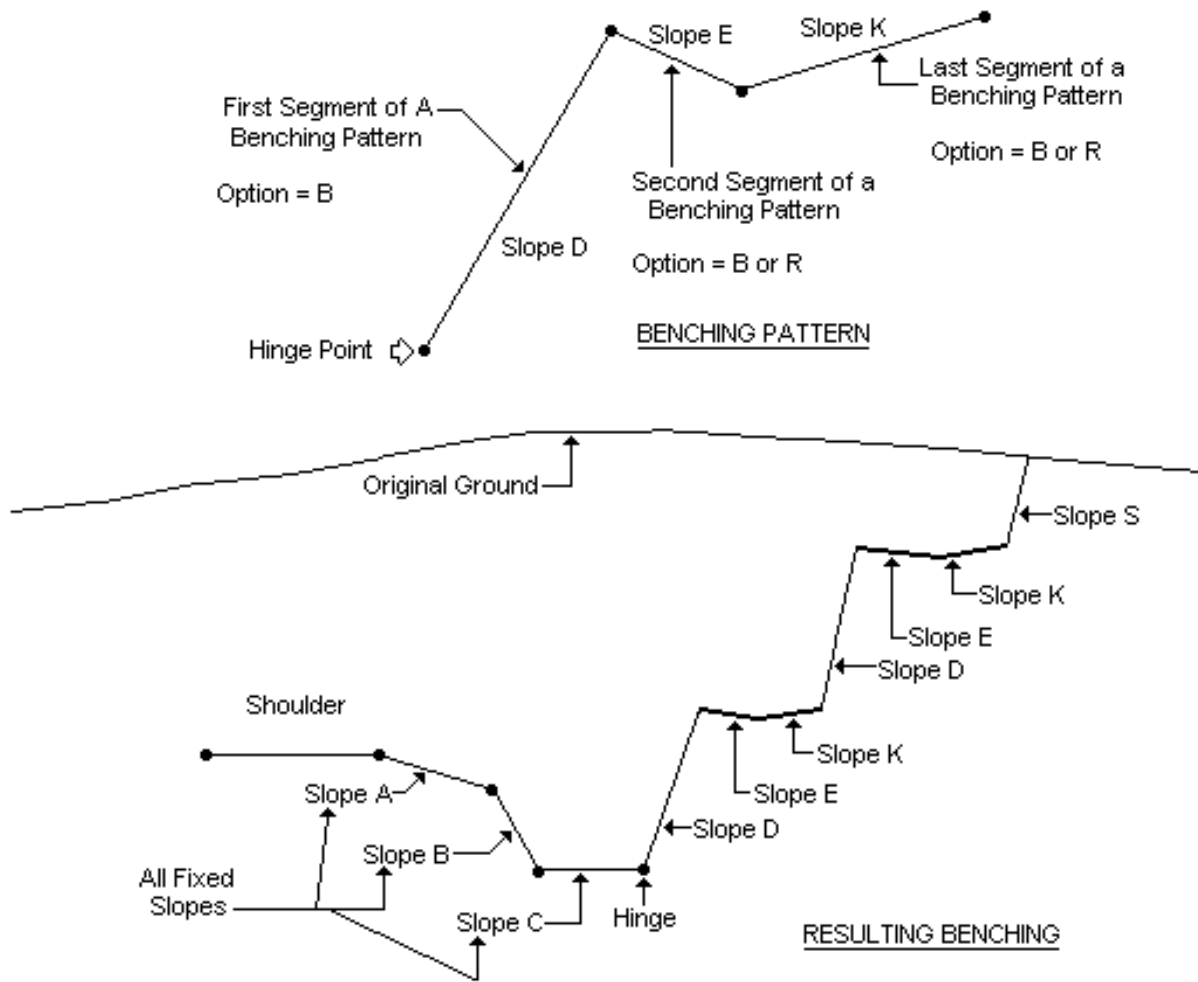 Slope E
Slope K
First Segment of A
Benching Pattern
Option = B
Last Segment of a
Benching Pattern
Option = B or R
Second Segment of a
Benching Pattern
Option = B or R
Slope D
Hinge Point
BENCHING PATTERN
Original Ground
Slope S
Slope K
Slope E
Slope D
Shoulder
Slope K
Slope A
Slope E
Slope D
Slope B
All Fixed
Slopes
Slope C
Hinge
RESULTING BENCHING